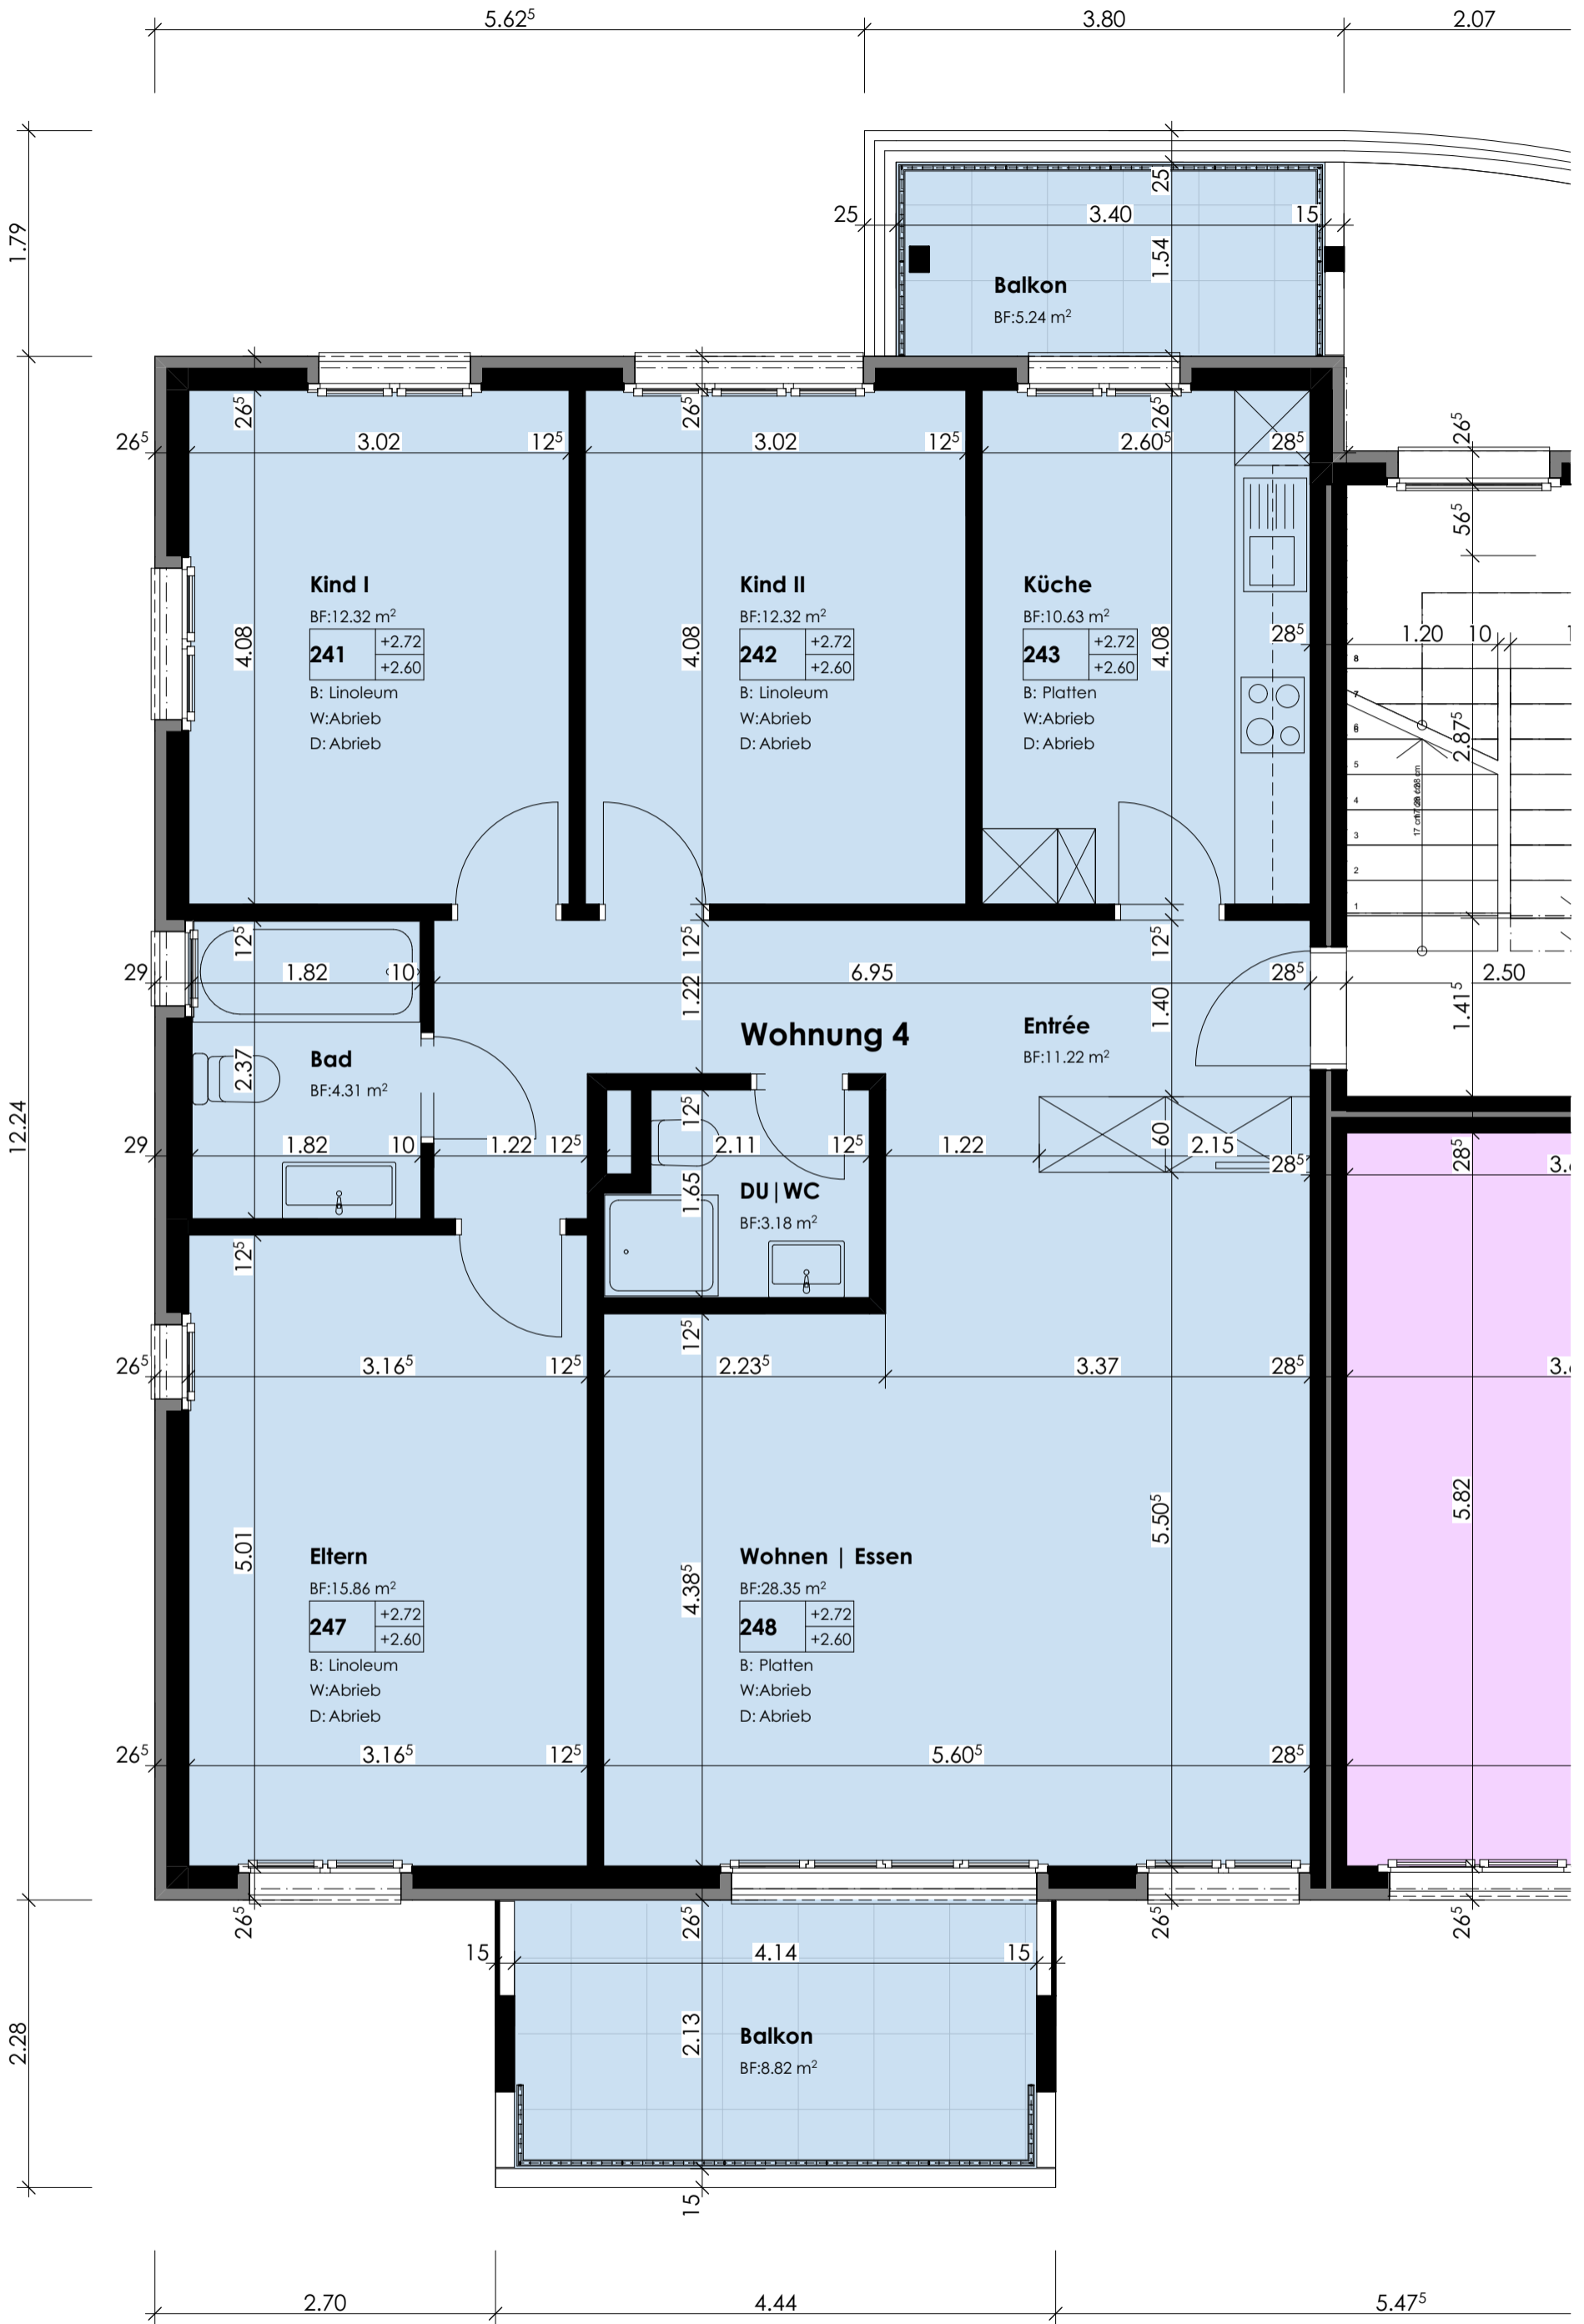 5.62⁵ 3.80 2.07
1.79
25
25 3.40 15
1.54
Balkon
BF:5.24 m²
26⁵ 26⁵ 26⁵ 26⁵
26⁵ 3.02 12⁵ 3.02 12⁵ 2.60⁵ 28⁵
56⁵
Kind I
BF:12.32 m²
241 +2.72
+2.60
B: Linoleum
W:Abrieb
D: Abrieb
4.08
Kind II
BF:12.32 m²
242 +2.72
+2.60
B: Linoleum
W:Abrieb
D: Abrieb
4.08
Küche
BF:10.63 m²
243 +2.72
+2.60
B: Platten
W:Abrieb
D: Abrieb
4.08
28⁵ 1.20 10
8
7
5
4
3
2
1
2.87⁵
12⁵ 12⁵ 12⁵
29 1.82 10 6.95 28⁵ 2.50
1.22 1.40 1.41⁵
Wohnung 4
Entrée
BF:11.22 m²
Bad
BF:4.31 m²
2.37
12.24
12⁵
29 1.82 10 1.22 12⁵ 2.11 12⁵ 1.22 60 2.15
28⁵ 28⁵
1.65
DU|WC
BF:3.18 m²
12⁵ 12⁵
26⁵ 3.16⁵ 12⁵ 2.23⁵ 3.37 28⁵
5.01
4.38⁵
5.50⁵
5.82
Eltern
BF:15.86 m²
247 +2.72
+2.60
B: Linoleum
W:Abrieb
D: Abrieb
Wohnen | Essen
BF:28.35 m²
248 +2.72
+2.60
B: Platten
W:Abrieb
D: Abrieb
26⁵ 3.16⁵ 12⁵ 5.60⁵ 28⁵
26⁵ 26⁵ 26⁵ 26⁵
15 4.14 15
2.28
2.13
Balkon
BF:8.82 m²
15
2.70 4.44 5.47⁵